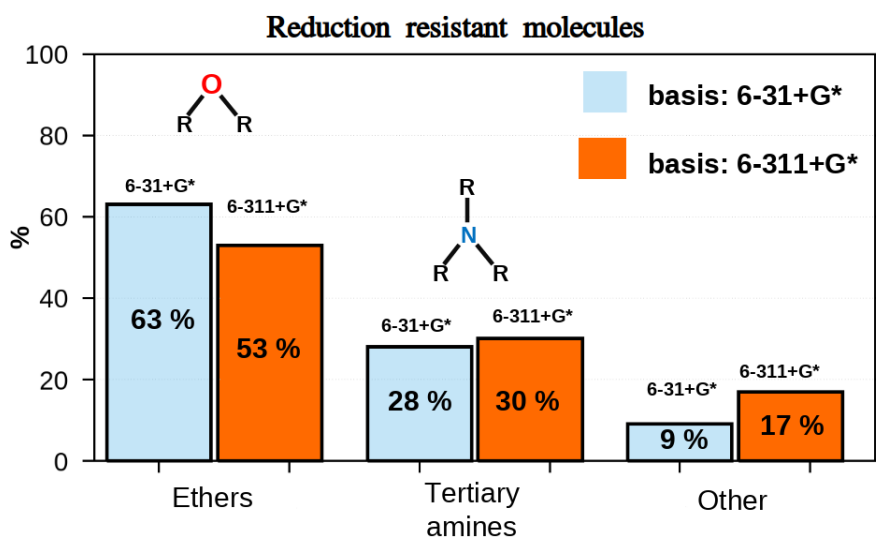 Reduction resistant molecules
100
80
60
40
20
0
%
O
R R
basis: 6-31+G*
basis: 6-311+G*
6-31+G*
6-311+G*
63 %
53 %
R
N
R R
6-31+G*
6-311+G*
28 %
30 %
6-31+G*
6-311+G*
9 %
17 %
Ethers
Tertiary
amines
Other